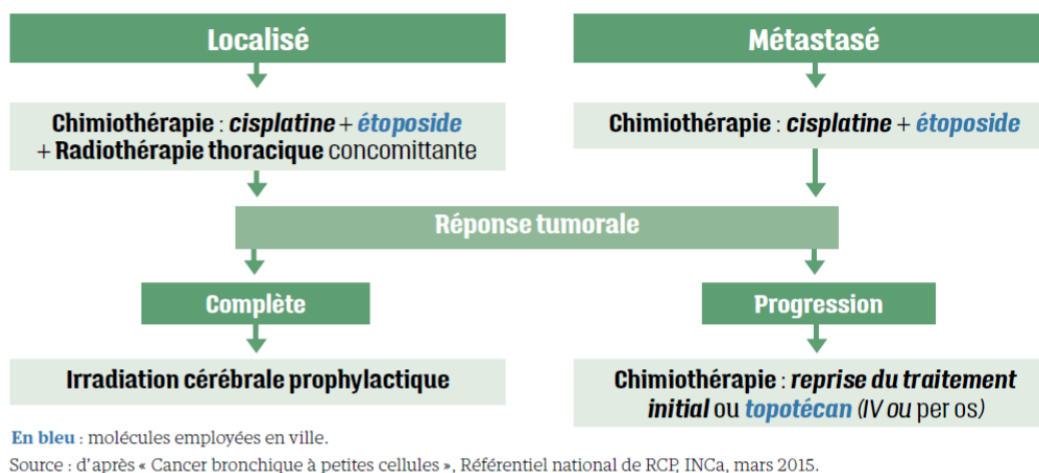 Localisé
Métastasé
Chimiothérapie : cisplatine + étoposide
+ Radiothérapie thoracique concomittante
Chimiothérapie : cisplatine + étoposide
Réponse tumorale
Complète
Progression
Irradiation cérébrale prophylactique
Chimiothérapie : reprise du traitement
initial ou topotécan (IV ou per os)
En bleu : molécules employées en ville.
Source : d'après « Cancer bronchique à petites cellules », Référentiel national de RCP, INCa, mars 2015.